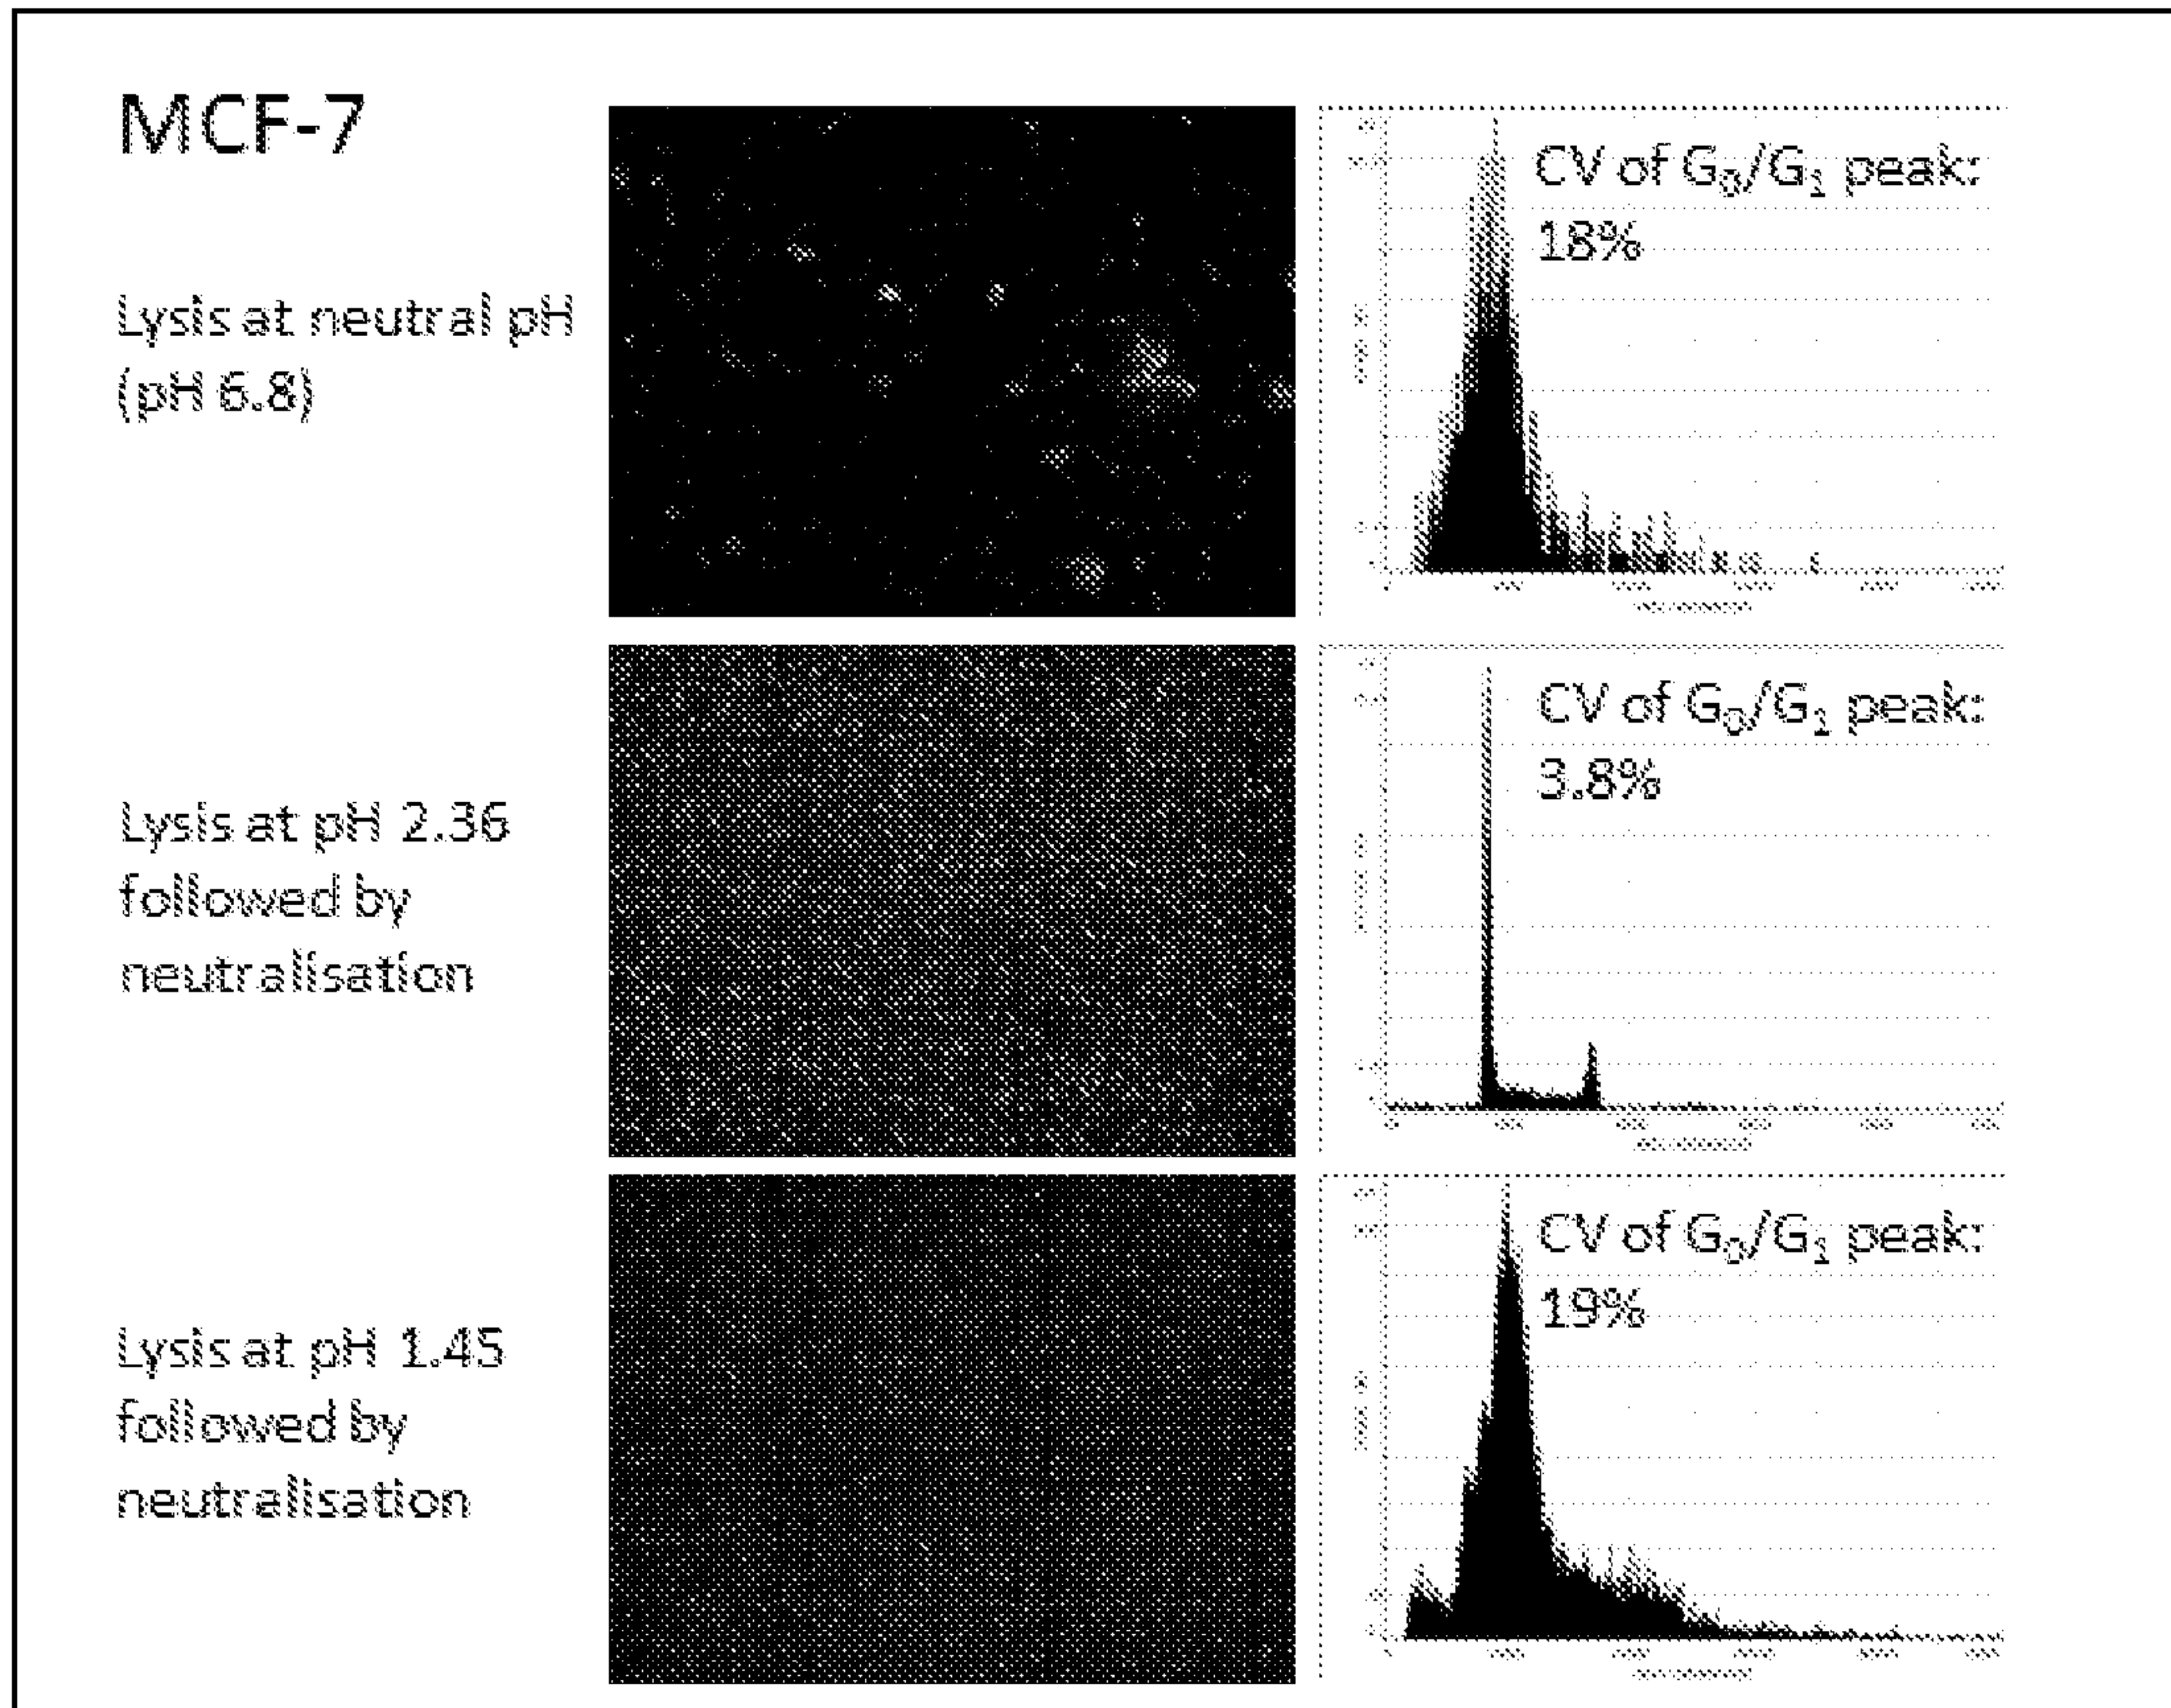 MCF-7
Lysis at neutral pH
(pH 6.8)
CV of G₀/G₁ peak:
18%
Lysis at pH 2.36
followed by
neutralisation
CV of G₀/G₁ peak:
3.8%
Lysis at pH 1.45
followed by
neutralisation
CV of G₀/G₁ peak:
19%